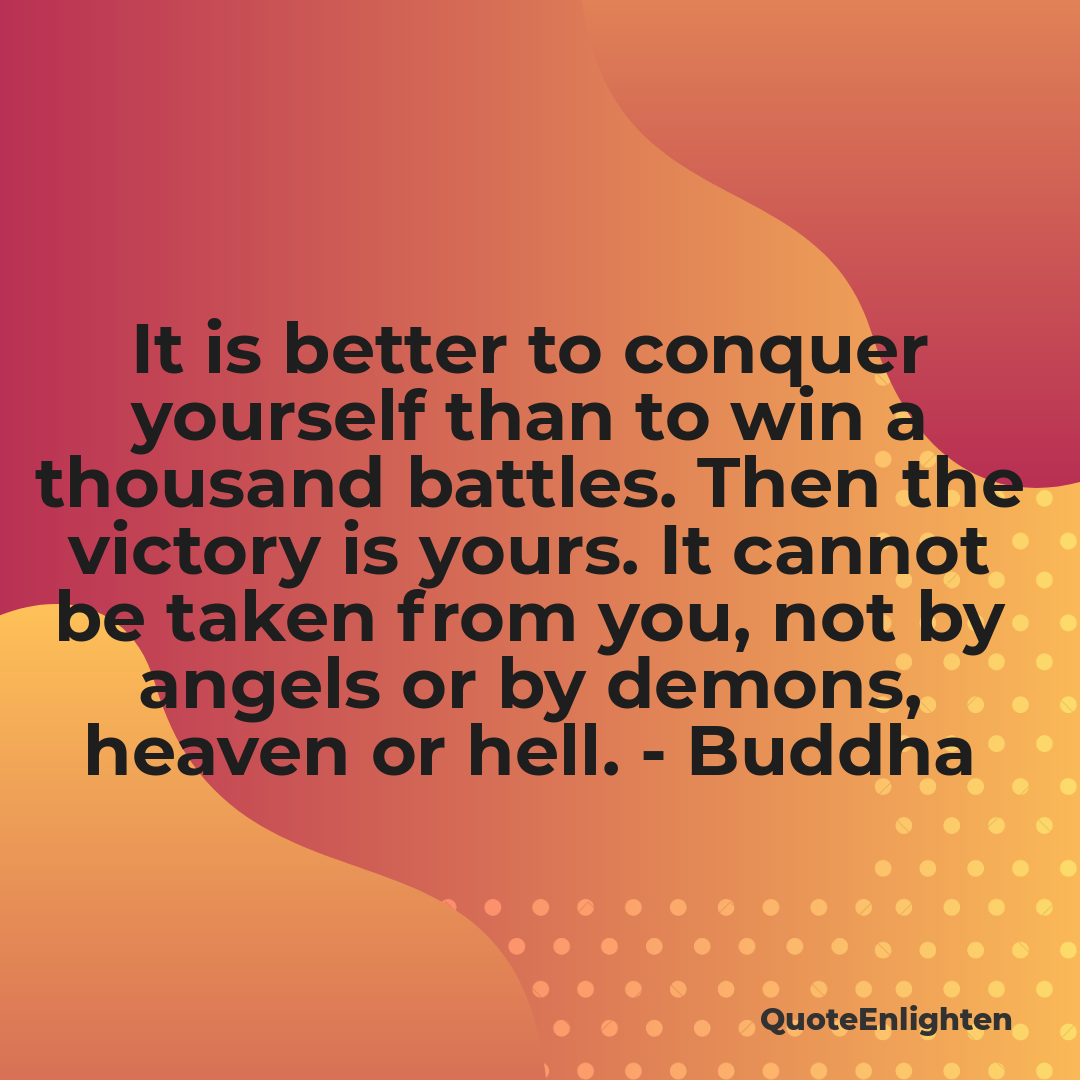 It is better to conquer
yourself than to win a
thousand battles. Then the
victory is yours. It cannot
be taken from you, not by
angels or by demons,
heaven or hell. - Buddha
QuoteEnlighten